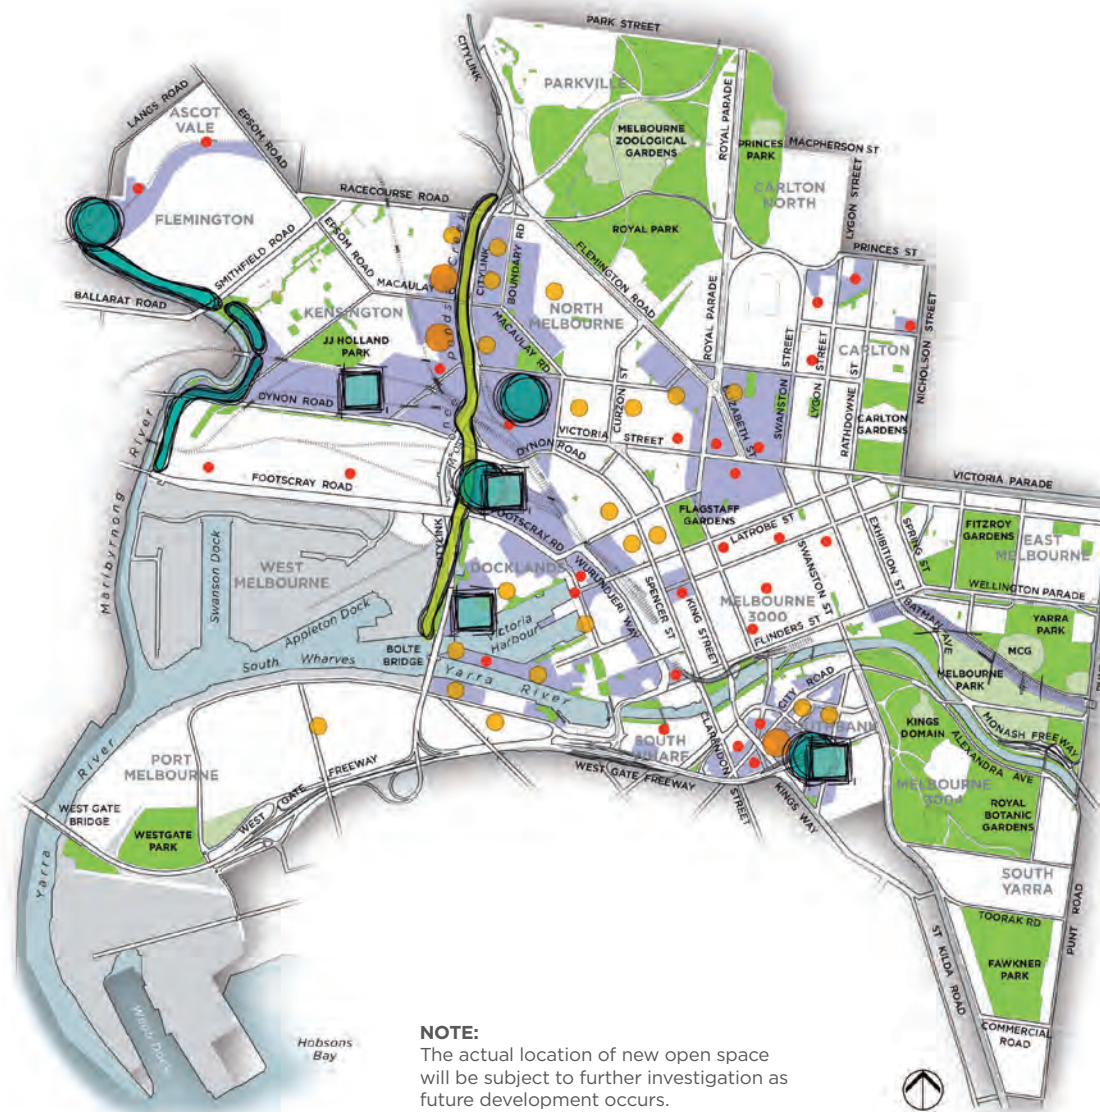 PARK STREET
CITYLINK
PARKVILLE
LANGS ROAD
ASCOT
VALE
EPSOM ROAD
ROYAL PARADE
MELBOURNE
ZOOLOGICAL
GARDENS
PRINCES
PARK
MACPHERSON ST
CARLTON
NORTH
LYGON STREET
RACECOURSE ROAD
FLEMINGTON
ROYAL PARK
PRINCES ST
SMITHFIELD ROAD
EPSOM ROAD
CITYLINK
BOUNDARY RD
FLEMINGTON ROAD
BALLARAT ROAD
MACAULAY
KENSINGTON
NORTH
MELBOURNE
ROYAL PARADE
NICHOLSON STREET
JJ HOLLAND
PARK
MACAULAY RD
CARLTON
SWANSTON STREET
LYGON STREET
RATHDOWNE ST
CURZON ST
ELIZABETH ST
DYNON ROAD
CARLTON
GARDENS
VICTORIA STREET
DYNON ROAD
Maribyrnong River
FOOTSCRAY ROAD
VICTORIA PARADE
FLAGSTAFF
GARDENS
FOOTSCRAY RD
LATROBE ST
EXHIBITION ST
SPRING ST
FITZROY
GARDENS
EAST
MELBOURNE
CITYLINK
Swanson Dock
WEST
MELBOURNE
DOCKLANDS
WURUNDJERI WAY
SPENCER ST
KING STREET
SWANSTON ST
WELLINGTON PARADE
MELBOURNE
3000
Appleton Dock
Victoria
Harbour
FLINDERS ST
BATMAN AVE
YARRA
PARK
BOLTE
BRIDGE
South Wharves
MCG
Yarra River
CITY ROAD
MELBOURNE
PARK
SOUTHBANK
KINGS
DOMAIN
MONASH FREEWAY
CLARENDON STREET
ALEXANDRA AVE
SOUTH
WHARF
PORT
MELBOURNE
WEST GATE FREEWAY
WEST GATE FREEWAY
KINGS WAY
MELBOURNE
3004
ROYAL
BOTANIC
GARDENS
WEST GATE
BRIDGE
WESTGATE
PARK
Yarra River
SOUTH
YARRA
PUNT ROAD
TOORAK RD
ST KILDA ROAD
FAWKNER
PARK
Webb Dock
Hobsons
Bay
COMMERCIAL
ROAD
NOTE:
The actual location of new open space
will be subject to further investigation as
future development occurs.